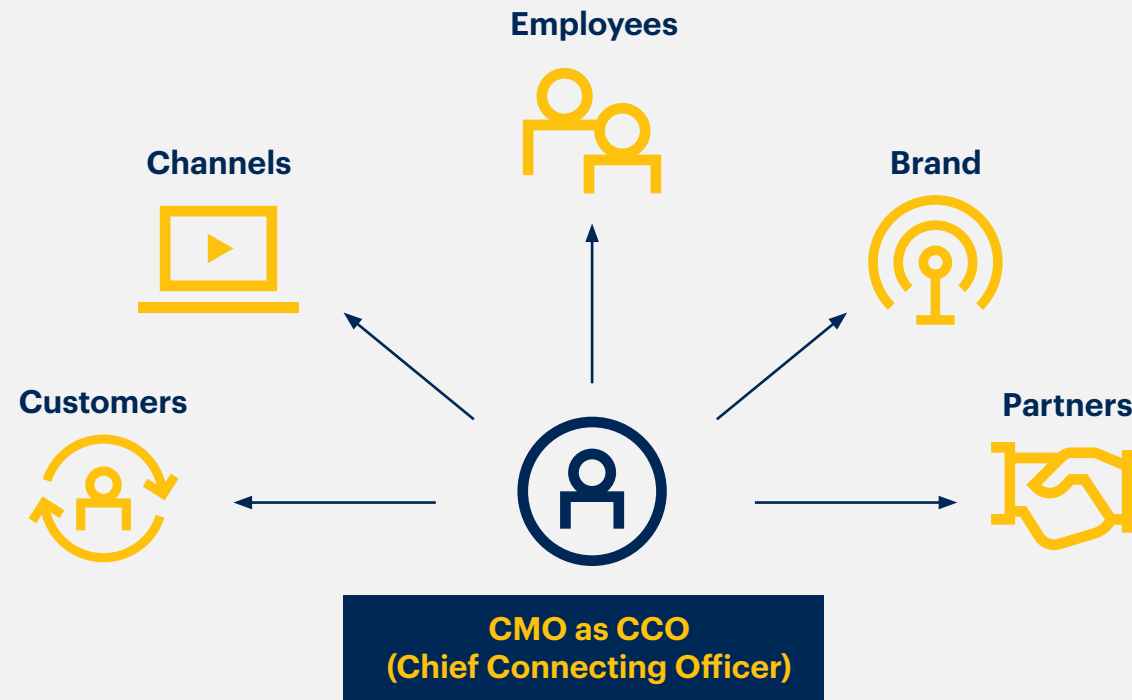 Employees
Channels
Brand
Customers
Partners
CMO as CCO
(Chief Connecting Officer)